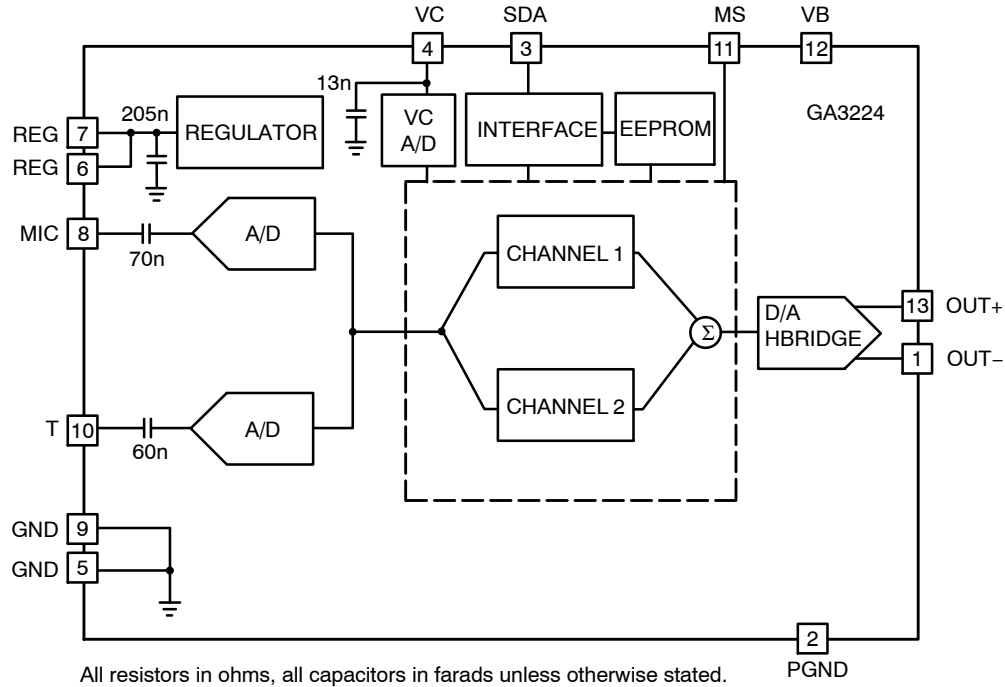 VC SDA MS VB
4 3 11 12
13n
205n
REG 7
REGULATOR
VC
A/D
INTERFACE
EEPROM
GA3224
REG 6
MIC 8
70n
A/D
CHANNEL 1
D/A
HBRIDGE
13 OUT+
Σ
1 OUT−
CHANNEL 2
T 10
60n
A/D
GND 9
GND 5
2
PGND
All resistors in ohms, all capacitors in farads unless otherwise stated.